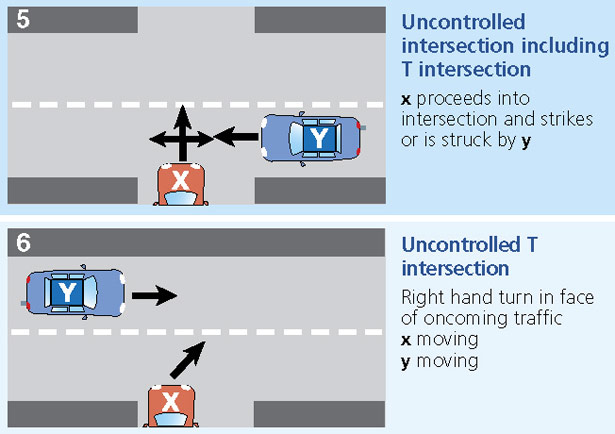 5
Uncontrolled
intersection including
T intersection
x proceeds into
intersection and strikes
or is struck by y
Y
X
6
Uncontrolled T
intersection
Right hand turn in face
of oncoming traffic
x moving
y moving
Y
X